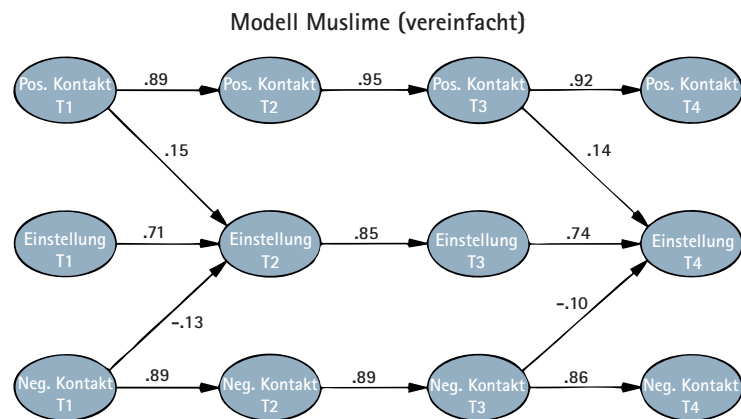 Modell Muslime (vereinfacht)
Pos. Kontakt
T1
.89
Pos. Kontakt
T2
.95
Pos. Kontakt
T3
.92
Pos. Kontakt
T4
.15
.14
Einstellung
T1
.71
Einstellung
T2
.85
Einstellung
T3
.74
Einstellung
T4
–.13
–.10
Neg. Kontakt
T1
.89
Neg. Kontakt
T2
.89
Neg. Kontakt
T3
.86
Neg. Kontakt
T4